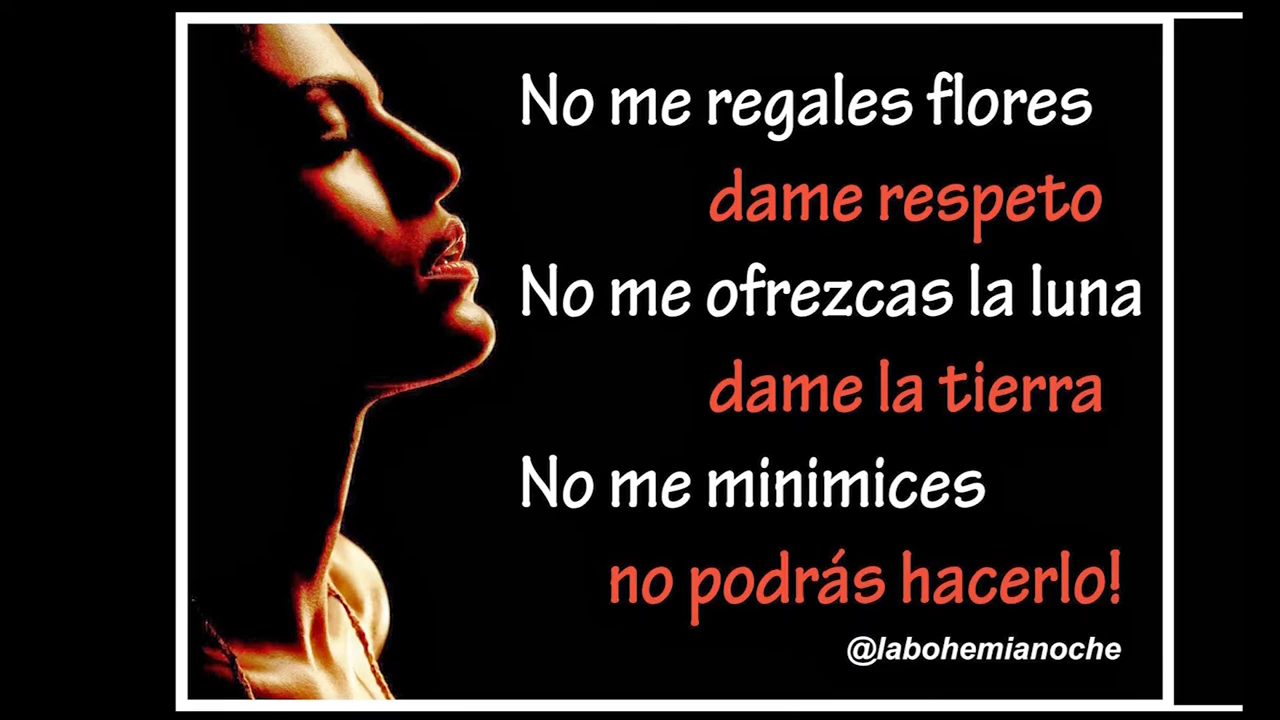 No me regales flores
dame respeto
No me ofrezcas la luna
dame la tierra
No me minimices
no podrás hacerlo!
@labohemianoche